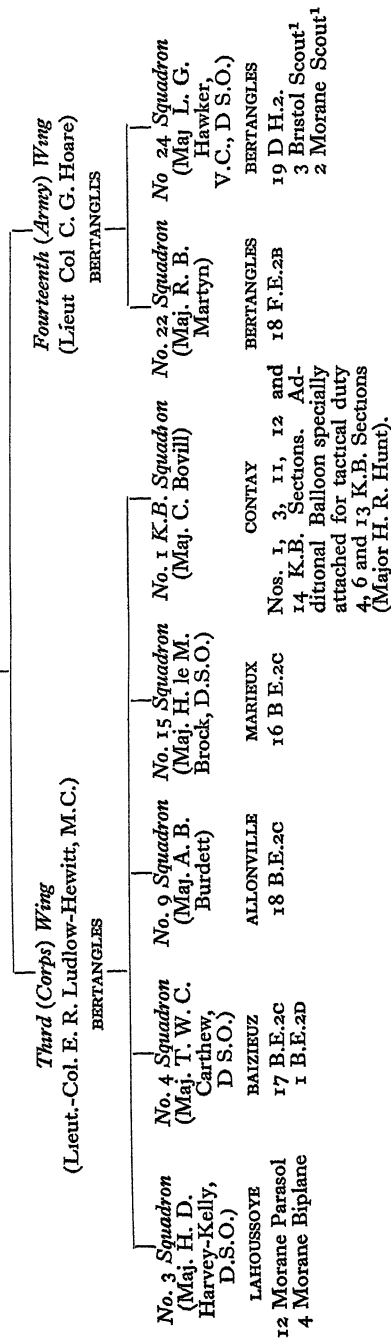 Third (Corps) Wing
(Lieut.-Col. E. R. Ludlow-Hewitt, M.C.)
BERTANGLES
Fourteenth (Army) Wing
(Lieut Col C. G. Hoare)
BERTANGLES
No. 3 Squadron
(Maj. H. D.
Harvey-Kelly,
D.S.O.)
LAHOUSSOYE
12 Morane Parasol
4 Morane Biplane
No. 4 Squadron
(Maj. T. W. C.
Carthew,
D S.O.)
BAIZIEUZ
17 B.E.2C
1 B.E.2D
No. 9 Squadron
(Maj. A. B.
Burdett)
ALLONVILLE
18 B.E.2C
No. 15 Squadron
(Maj. H. le M.
Brock, D.S.O.)
MARIEUX
16 B E.2C
No. 1 K.B. Squadron
(Maj. C. Bovill)
CONTAY
Nos. 1, 3, 11, 12 and
14 K.B. Sections. Ad-
ditional Balloon specially
attached for tactical duty
4, 6 and 13 K.B. Sections
(Major H. R. Hunt).
No. 22 Squadron
(Maj. R. B.
Martyn)
BERTANGLES
18 F.E.2B
No 24 Squadron
(Maj L. G.
Hawker,
V.C., D S.O.)
BERTANGLES
19 D H.2.
3 Bristol Scout¹
2 Morane Scout¹